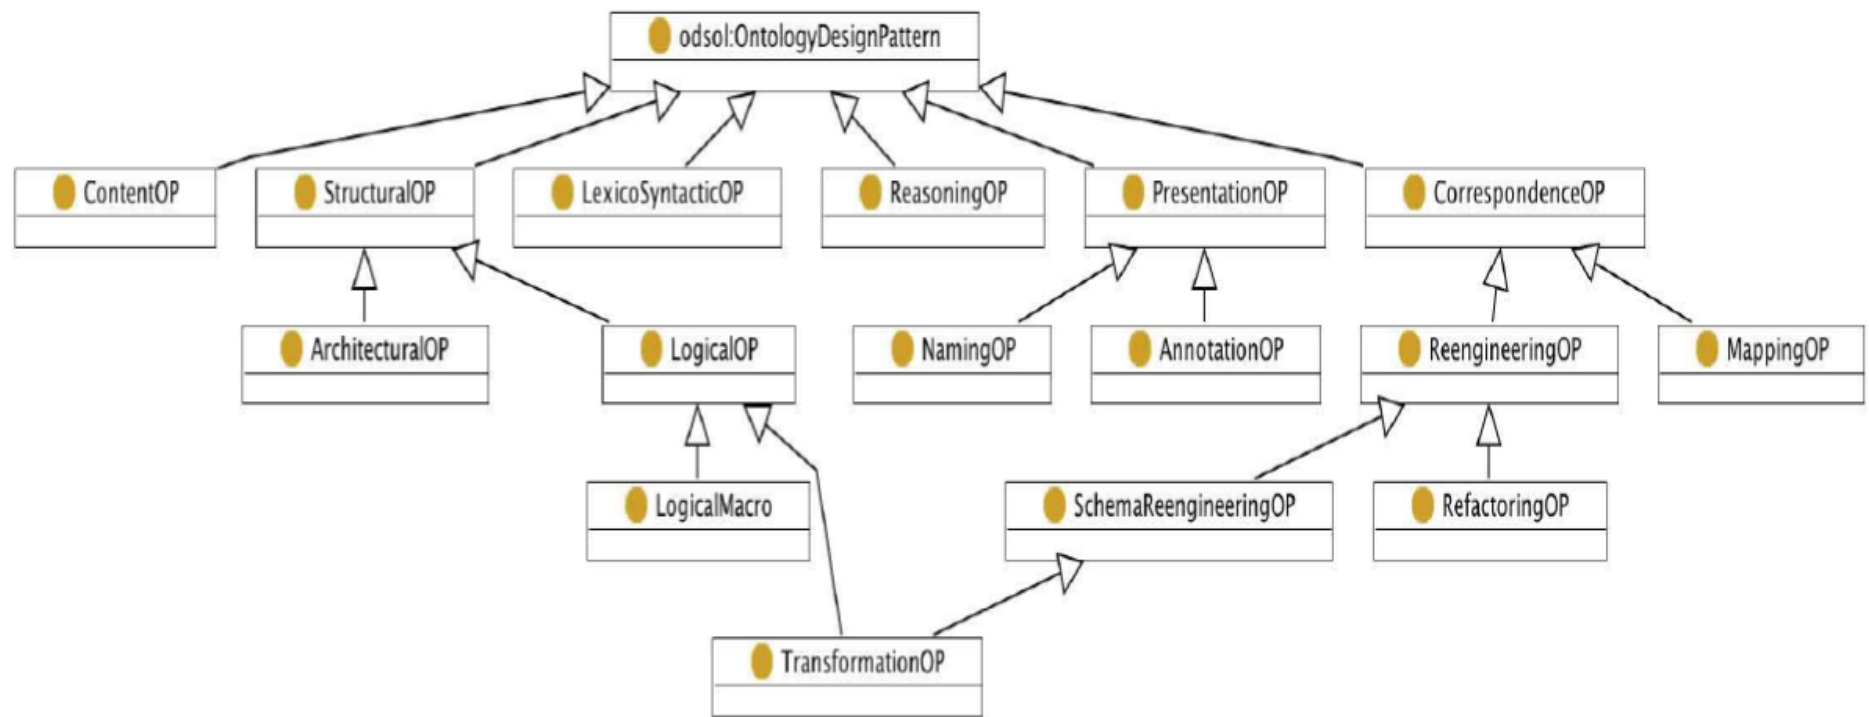 odsol:OntologyDesignPattern
ContentOP
StructuralOP
LexicoSyntacticOP
ReasoningOP
PresentationOP
CorrespondenceOP
ArchitecturalOP
LogicalOP
NamingOP
AnnotationOP
ReengineeringOP
MappingOP
LogicalMacro
SchemaReengineeringOP
RefactoringOP
TransformationOP